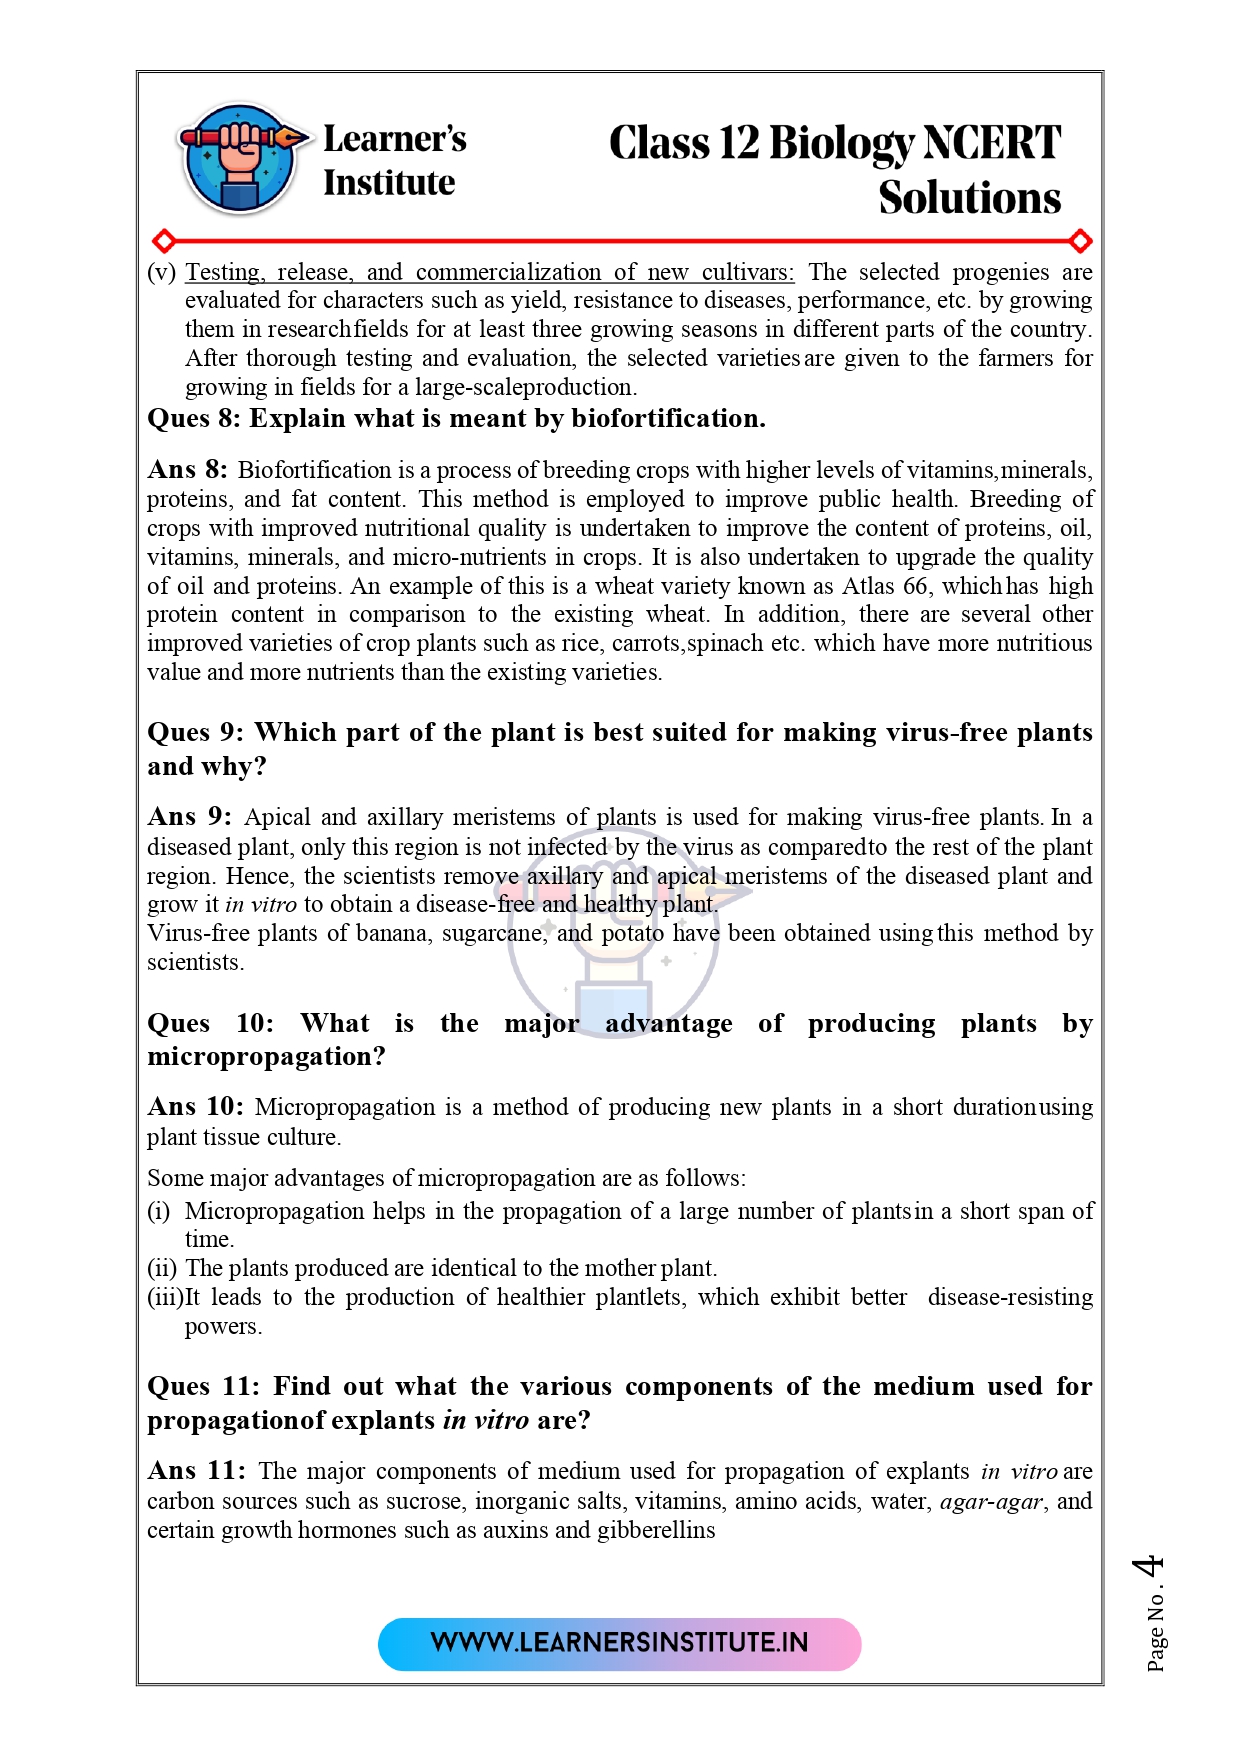 Learner's
Institute
Class 12 Biology NCERT
Solutions
(v) Testing, release, and commercialization of new cultivars: The selected progenies are
evaluated for characters such as yield, resistance to diseases, performance, etc. by growing
them in researchfields for at least three growing seasons in different parts of the country.
After thorough testing and evaluation, the selected varieties are given to the farmers for
growing in fields for a large-scaleproduction.
Ques 8: Explain what is meant by biofortification.
Ans 8: Biofortification is a process of breeding crops with higher levels of vitamins,minerals,
proteins, and fat content. This method is employed to improve public health. Breeding of
crops with improved nutritional quality is undertaken to improve the content of proteins, oil,
vitamins, minerals, and micro-nutrients in crops. It is also undertaken to upgrade the quality
of oil and proteins. An example of this is a wheat variety known as Atlas 66, which has high
protein content in comparison to the existing wheat. In addition, there are several other
improved varieties of crop plants such as rice, carrots,spinach etc. which have more nutritious
value and more nutrients than the existing varieties.
Ques 9: Which part of the plant is best suited for making virus-free plants
and why?
Ans 9: Apical and axillary meristems of plants is used for making virus-free plants. In a
diseased plant, only this region is not infected by the virus as comparedto the rest of the plant
region. Hence, the scientists remove axillary and apical meristems of the diseased plant and
grow it in vitro to obtain a disease-free and healthy plant.
Virus-free plants of banana, sugarcane, and potato have been obtained using this method by
scientists.
Ques 10: What is the major advantage of producing plants by
micropropagation?
Ans 10: Micropropagation is a method of producing new plants in a short durationusing
plant tissue culture.
Some major advantages of micropropagation are as follows:
(i) Micropropagation helps in the propagation of a large number of plants in a short span of
time.
(ii) The plants produced are identical to the mother plant.
(iii)It leads to the production of healthier plantlets, which exhibit better disease-resisting
powers.
Ques 11: Find out what the various components of the medium used for
propagationof explants in vitro are?
Ans 11: The major components of medium used for propagation of explants in vitro are
carbon sources such as sucrose, inorganic salts, vitamins, amino acids, water, agar-agar, and
certain growth hormones such as auxins and gibberellins
WWW.LEARNERSINSTITUTE.IN
Page No. 4